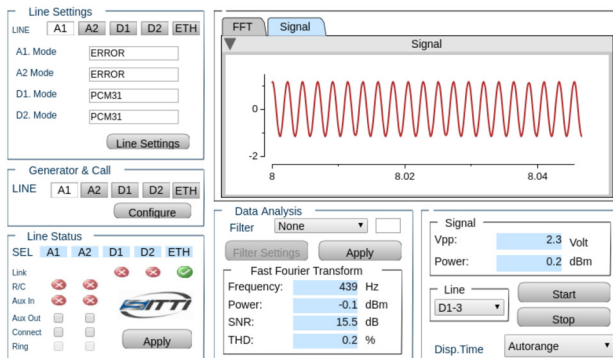 Line Settings
LINE A1 A2 D1 D2 ETH
A1. Mode ERROR
A2 Mode ERROR
D1. Mode PCM31
D2. Mode PCM31
Line Settings
Generator & Call
LINE A1 A2 D1 D2 ETH
Configure
Line Status
SEL A1 A2 D1 D2 ETH
Link
R/C
Aux In
Aux Out
Connect
Ring
Apply
FFT Signal
Signal
0
-2
8 8.02 8.04
Data Analysis
Filter None
Filter Settings Apply
Fast Fourier Transform
Frequency: 439 Hz
Power: -0.1 dBm
SNR: 15.5 dB
THD: 0.2 %
Signal
Vpp: 2.3 Volt
Power: 0.2 dBm
Line
D1-3
Start
Stop
Disp.Time Autorange